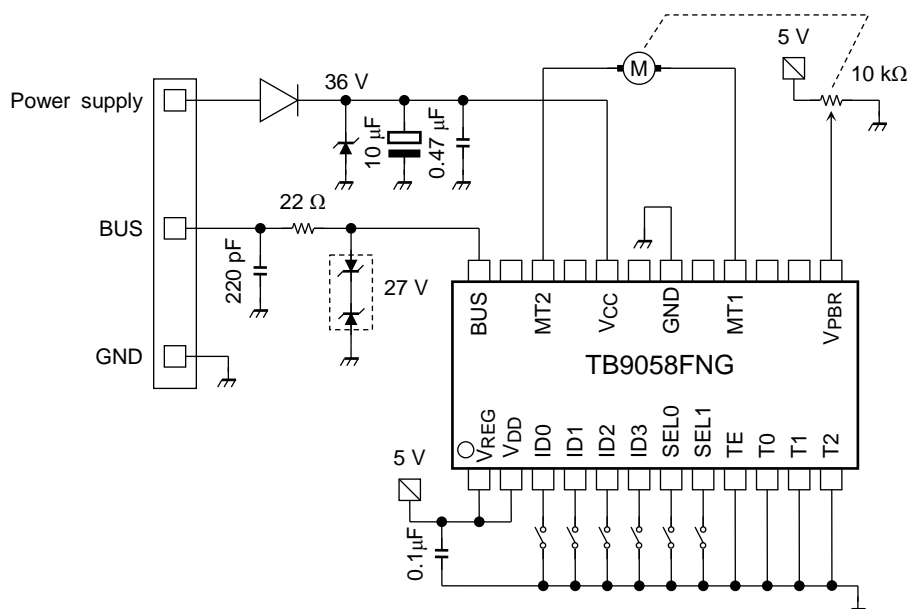 M
5 V
10 kΩ
Power supply
36 V
10 μF
0.47 μF
BUS
22 Ω
220 pF
27 V
GND
BUS
MT2
VCC
GND
MT1
VPBR
TB9058FNG
VREG
VDD
ID0
ID1
ID2
ID3
SEL0
SEL1
TE
T0
T1
T2
5 V
0.1μF